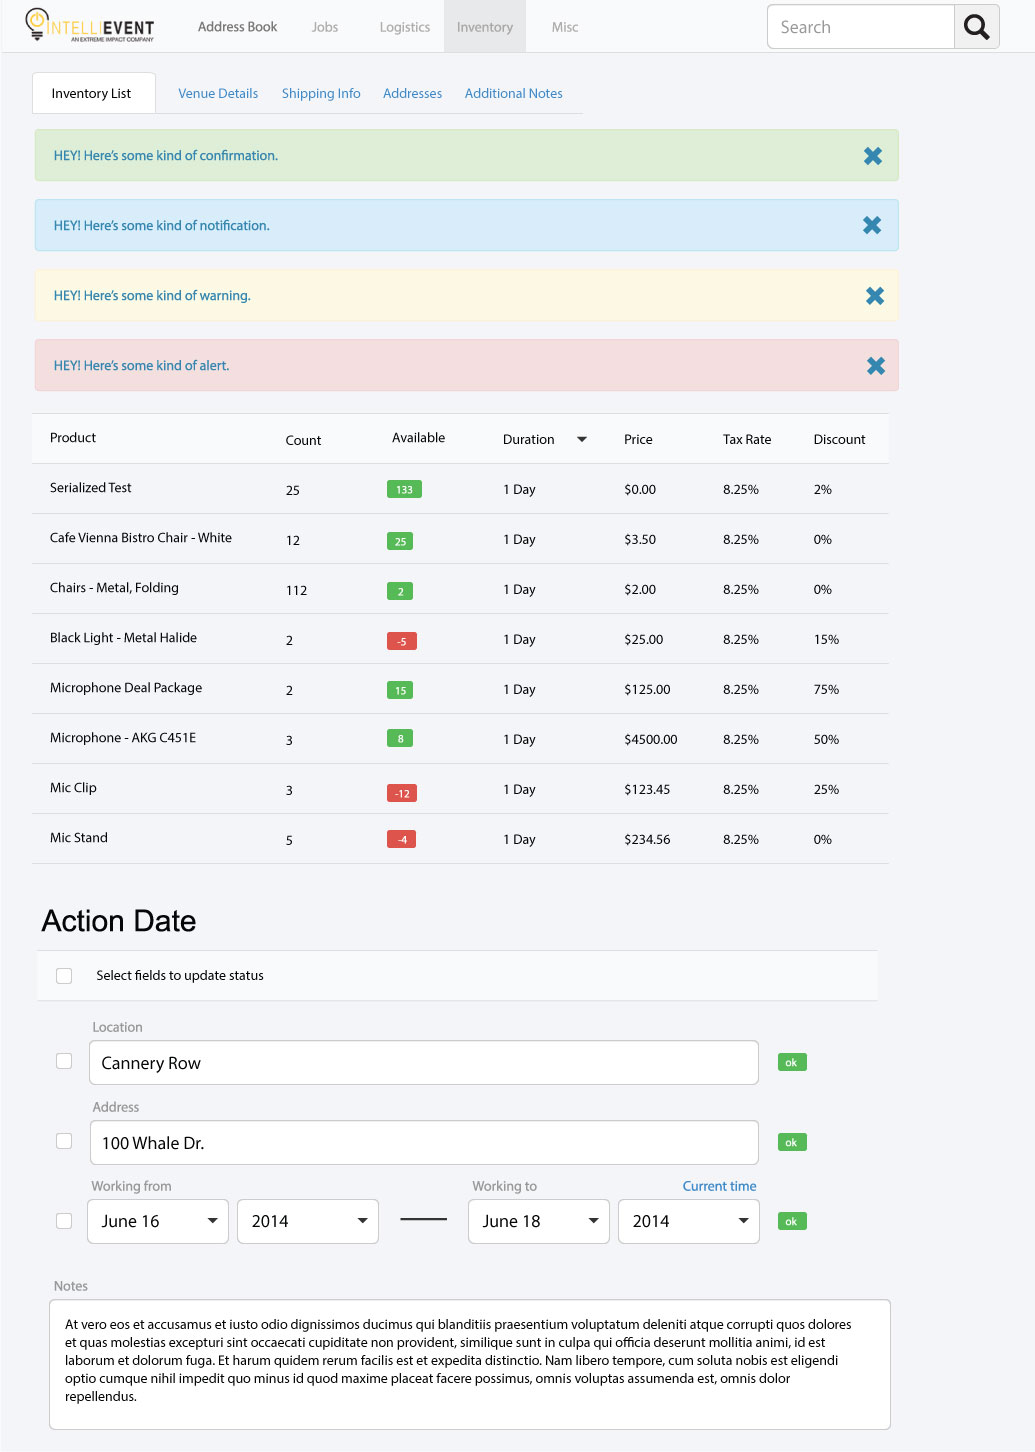 INTELLIEVENT
AN EXTREME IMPACT COMPANY
Address Book Jobs Logistics Inventory Misc Search
Inventory List Venue Details Shipping Info Addresses Additional Notes
HEY! Here's some kind of confirmation.
HEY! Here's some kind of notification.
HEY! Here's some kind of warning.
HEY! Here's some kind of alert.
Product Count Available Duration Price Tax Rate Discount
Serialized Test 25 133 1 Day $0.00 8.25% 2%
Cafe Vienna Bistro Chair - White 12 25 1 Day $3.50 8.25% 0%
Chairs - Metal, Folding 112 2 1 Day $2.00 8.25% 0%
Black Light - Metal Halide 2 -5 1 Day $25.00 8.25% 15%
Microphone Deal Package 2 15 1 Day $125.00 8.25% 75%
Microphone - AKG C451E 3 8 1 Day $4500.00 8.25% 50%
Mic Clip 3 -12 1 Day $123.45 8.25% 25%
Mic Stand 5 -4 1 Day $234.56 8.25% 0%
Action Date
Select fields to update status
Location
Cannery Row ok
Address
100 Whale Dr. ok
Working from Working to Current time
June 16 2014 June 18 2014 ok
Notes
At vero eos et accusamus et iusto odio dignissimos ducimus qui blanditiis praesentium voluptatum deleniti atque corrupti quos dolores
et quas molestias excepturi sint occaecati cupiditate non provident, similique sunt in culpa qui officia deserunt mollitia animi, id est
laborum et dolorum fuga. Et harum quidem rerum facilis est et expedita distinctio. Nam libero tempore, cum soluta nobis est eligendi
optio cumque nihil impedit quo minus id quod maxime placeat facere possimus, omnis voluptas assumenda est, omnis dolor
repellendus.